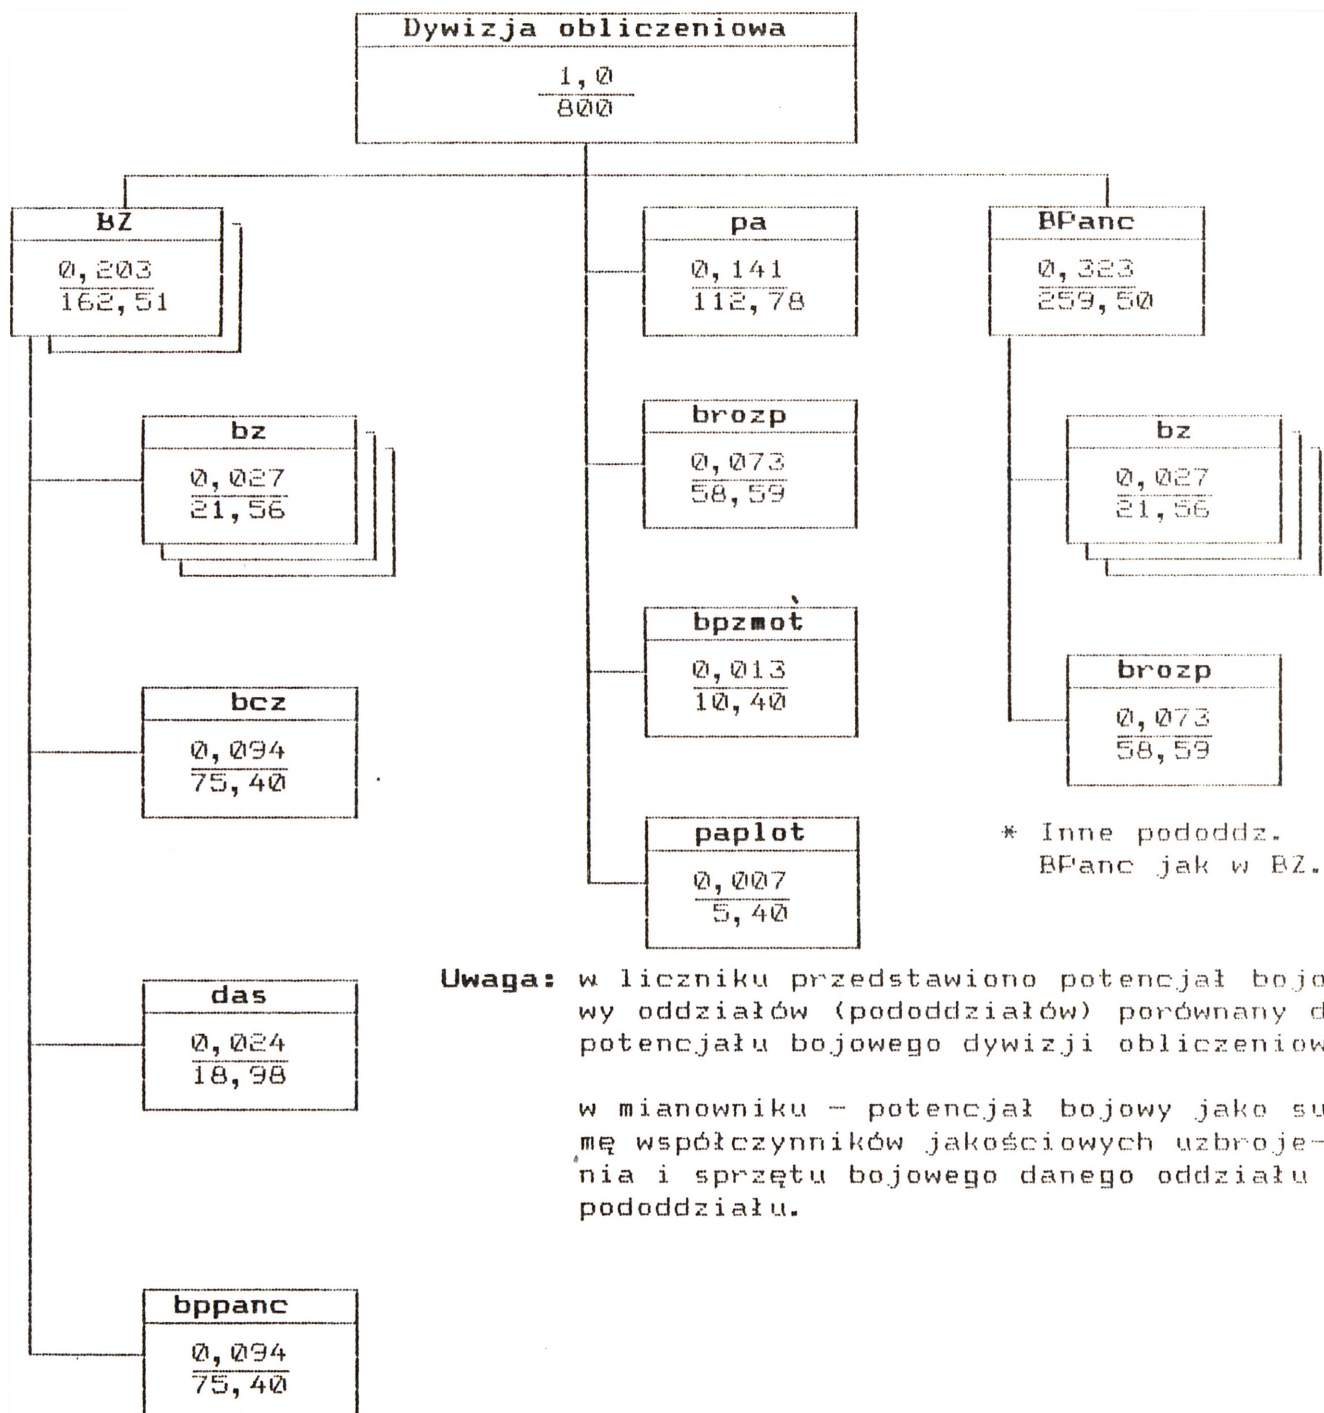 Dywizja obliczeniowa
1,0
800
BZ
0,203
162,51
bz
0,027
21,56
bcz
0,094
75,40
das
0,024
18,98
bppanc
0,094
75,40
pa
0,141
112,78
brozp
0,073
58,59
bpzmot
0,013
10,40
paplot
0,007
5,40
BPanc
0,323
259,50
bz
0,027
21,56
brozp
0,073
58,59
* Inne pododdz.
BPanc jak w BZ.
Uwaga: w liczniku przedstawiono potencjał bojo
wy oddziałów (pododdziałów) porównany d
potencjału bojowego dywizji obliczeniow
w mianowniku - potencjał bojowy jako su
mę współczynników jakościowych uzbroje-
nia i sprzętu bojowego danego oddziału
pododdziału.